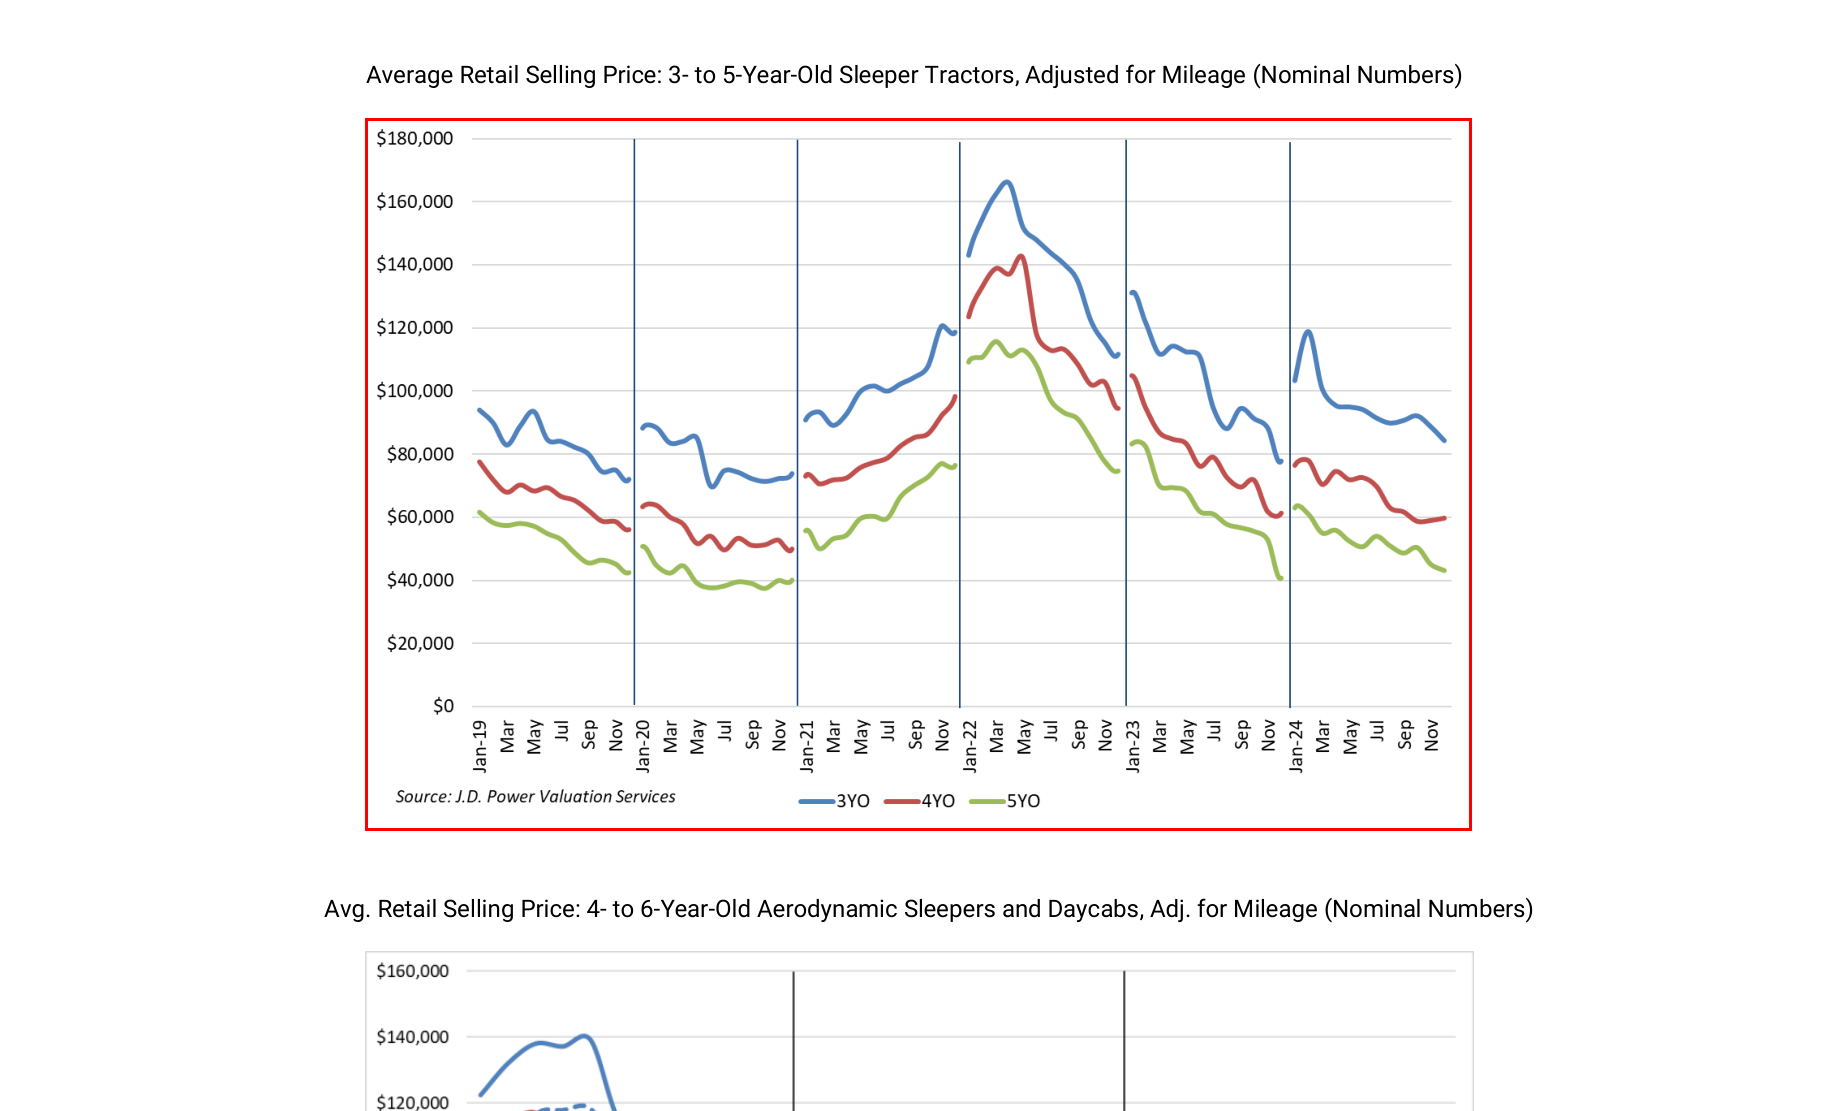 Average Retail Selling Price: 3- to 5-Year-Old Sleeper Tractors, Adjusted for Mileage (Nominal Numbers)
$180,000
$160,000
$140,000
$120,000
$100,000
$80,000
$60,000
$40,000
$20,000
$0
Jan-19 Mar May Jul Sep Nov Jan-20 Mar May Jul Sep Nov Jan-21 Mar May Jul Sep Nov Jan-22 Mar May Jul Sep Nov Jan-23 Mar May Jul Sep Nov Jan-24 Mar May Jul Sep Nov
Source: J.D. Power Valuation Services
3YO 4YO 5YO
Avg. Retail Selling Price: 4- to 6-Year-Old Aerodynamic Sleepers and Daycabs, Adj. for Mileage (Nominal Numbers)
$160,000
$140,000
$120,000